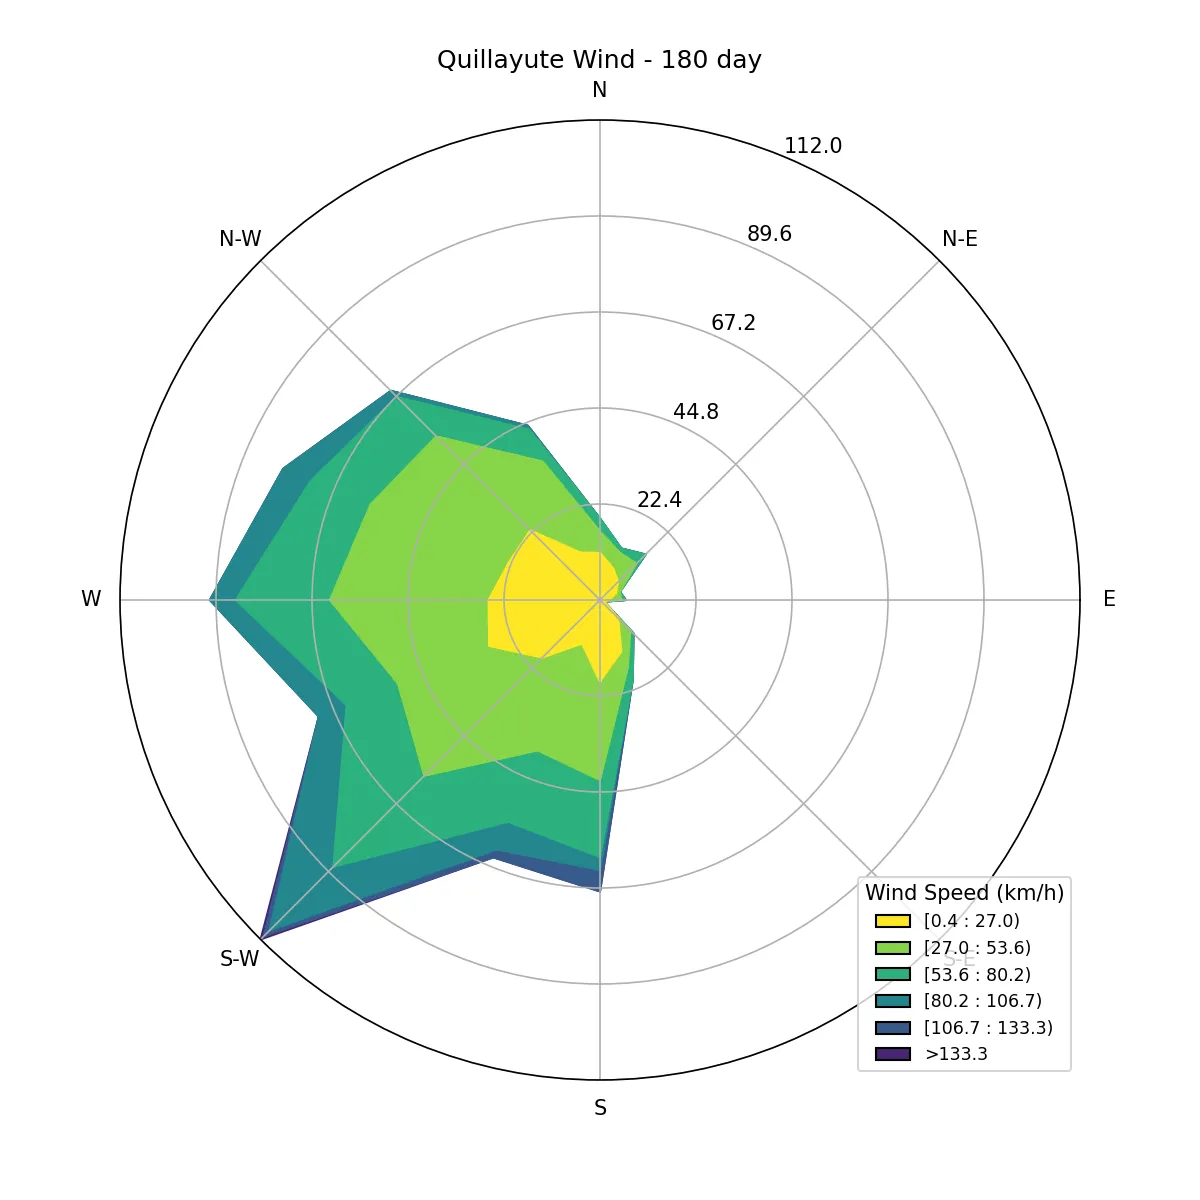 Quillayute Wind - 180 day
N
112.0
N-W
89.6
N-E
67.2
44.8
22.4
W
E
S-W
S-E
S
Wind Speed (km/h)
[0.4 : 27.0)
[27.0 : 53.6)
[53.6 : 80.2)
[80.2 : 106.7)
[106.7 : 133.3)
>133.3